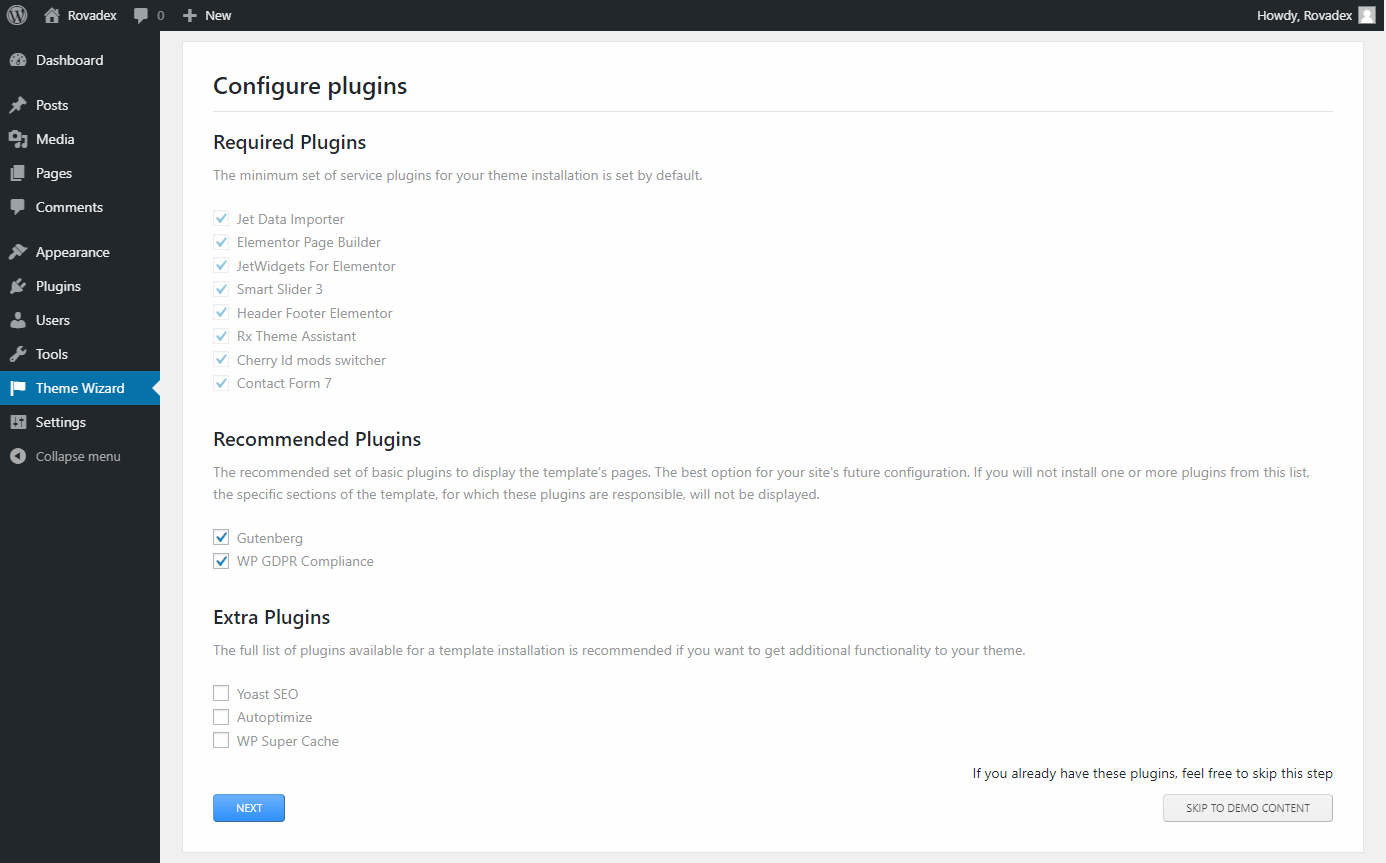 Rovadex 0 New Howdy, Rovadex
Dashboard
Posts
Media
Pages
Comments
Appearance
Plugins
Users
Tools
Theme Wizard
Settings
Collapse menu
Configure plugins
Required Plugins
The minimum set of service plugins for your theme installation is set by default.
Jet Data Importer
Elementor Page Builder
JetWidgets For Elementor
Smart Slider 3
Header Footer Elementor
Rx Theme Assistant
Cherry ld mods switcher
Contact Form 7
Recommended Plugins
The recommended set of basic plugins to display the template's pages. The best option for your site's future configuration. If you will not install one or more plugins from this list,
the specific sections of the template, for which these plugins are responsible, will not be displayed.
Gutenberg
WP GDPR Compliance
Extra Plugins
The full list of plugins available for a template installation is recommended if you want to get additional functionality to your theme.
Yoast SEO
Autoptimize
WP Super Cache
If you already have these plugins, feel free to skip this step
NEXT SKIP TO DEMO CONTENT